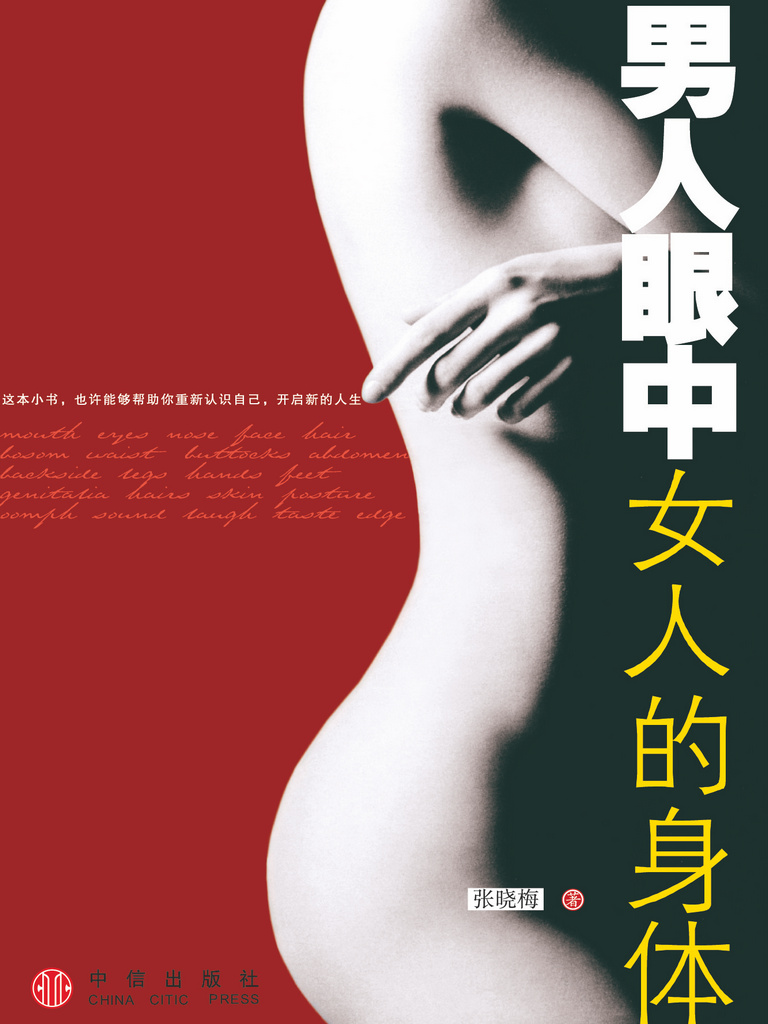 男人眼中女人的身体
这本小书，也许能够帮助你重新认识自己，开启新的人生
mouth eyes nose face hair
bosom waist buttocks abdomen
backside legs hands feet
genitalia hairs skin posture
oomph sound laugh taste edge
张晓梅 著
中信出版社
CHINA CITIC PRESS